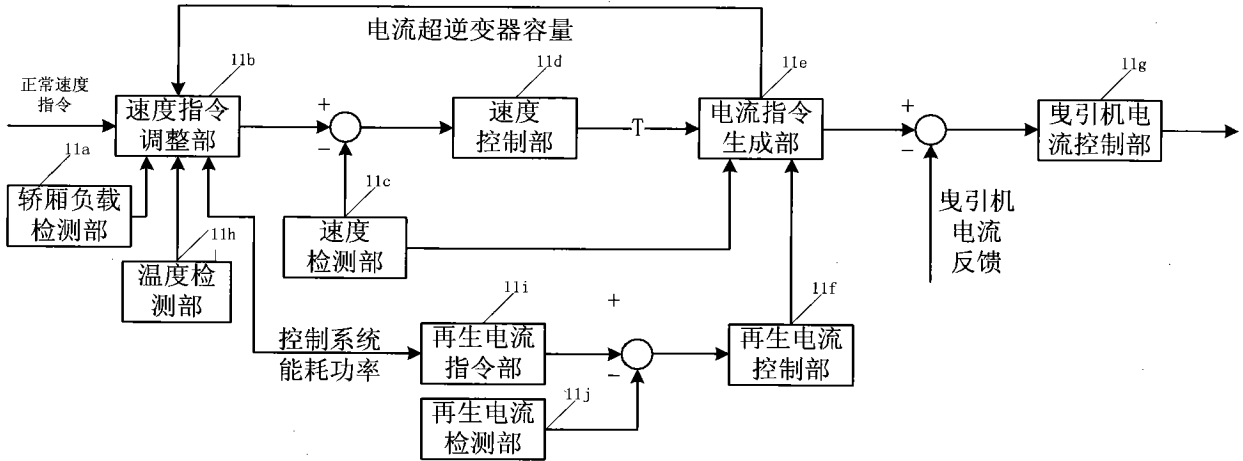 电流超逆变器容量
11b
11d
11e
11g
正常速度
指令
速度指令
调整部
+
−
速度
控制部
T
电流指令
生成部
+
−
曳引机电
流控制部
11a
轿厢负载
检测部
11h
温度检
测部
11c
速度
检测部
曳引机
电流
反馈
控制系统
能耗功率
11i
再生电流
指令部
+
−
11f
再生电流
控制部
11j
再生电流
检测部